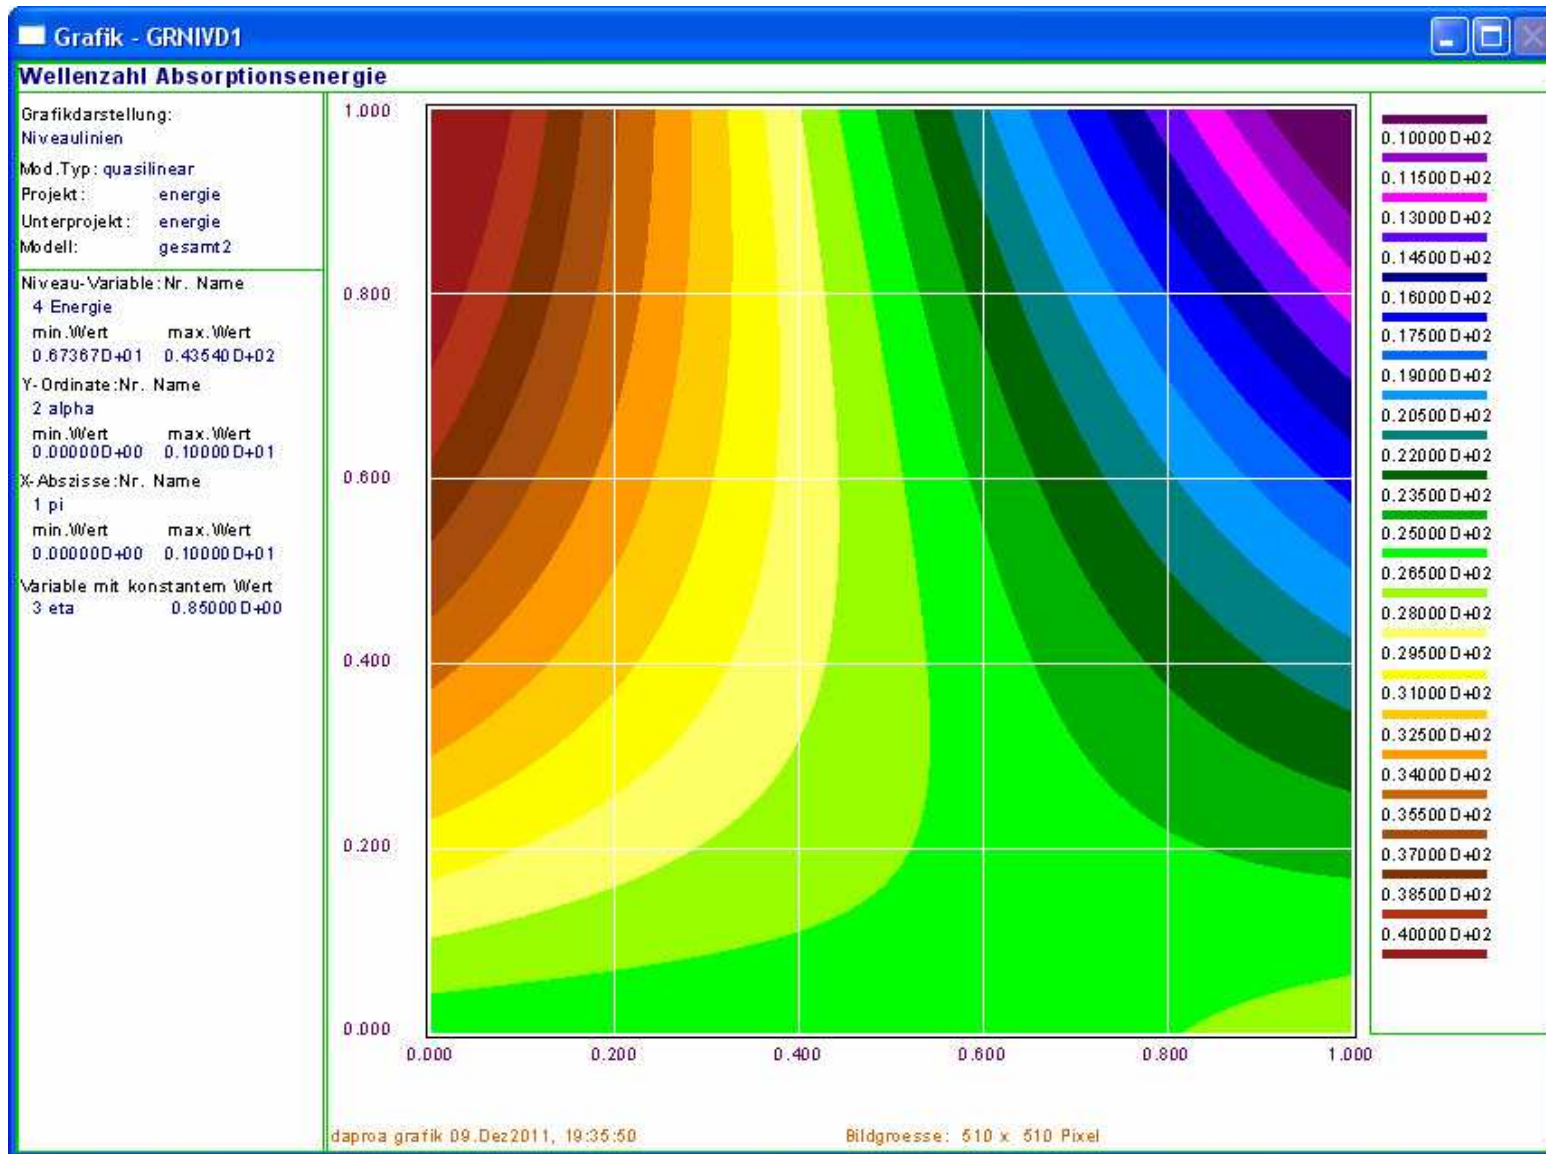 Grafik - GRNIVD1
Wellenzahl Absorptionsenergie
Grafikdarstellung:
Niveaulinien
Mod.Typ: quasilinear
Projekt: energie
Unterprojekt: energie
Modell: gesamt2
Niveau-Variable:Nr. Name
4 Energie
min.Wert max.Wert
0.67367D+01 0.43540D+02
Y-Ordinate:Nr. Name
2 alpha
min.Wert max.Wert
0.00000D+00 0.10000D+01
X-Abszisse:Nr. Name
1 pi
min.Wert max.Wert
0.00000D+00 0.10000D+01
Variable mit konstantem Wert
3 eta 0.85000D+00
1.000
0.800
0.600
0.400
0.200
0.000
0.000 0.200 0.400 0.600 0.800 1.000
0.10000D+02
0.11500D+02
0.13000D+02
0.14500D+02
0.16000D+02
0.17500D+02
0.19000D+02
0.20500D+02
0.22000D+02
0.23500D+02
0.25000D+02
0.26500D+02
0.28000D+02
0.29500D+02
0.31000D+02
0.32500D+02
0.34000D+02
0.35500D+02
0.37000D+02
0.38500D+02
0.40000D+02
daproa grafik 09.Dez2011, 19:35:50 Bildgroesse: 510 x 510 Pixel